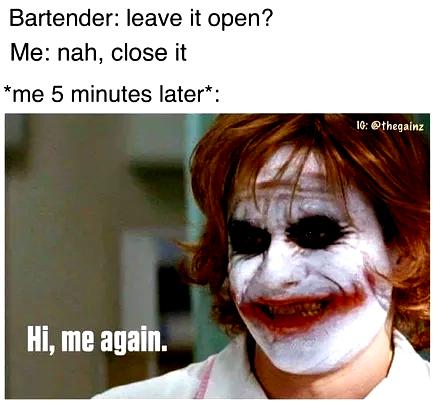 Bartender: leave it open?
Me: nah, close it
*me 5 minutes later*:
IG: @thegainz
Hi, me again.